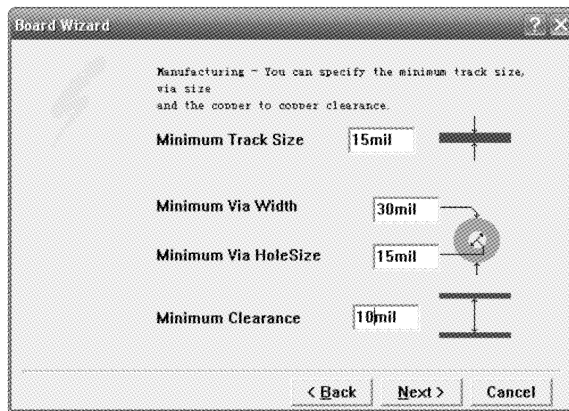 Board Wizard
Manufacturing - You can specify the minimum track size,
via size
and the copper to copper clearance.
Minimum Track Size 15mil
Minimum Via Width 30mil
Minimum Via HoleSize 15mil
Minimum Clearance 10mil
< Back Next > Cancel